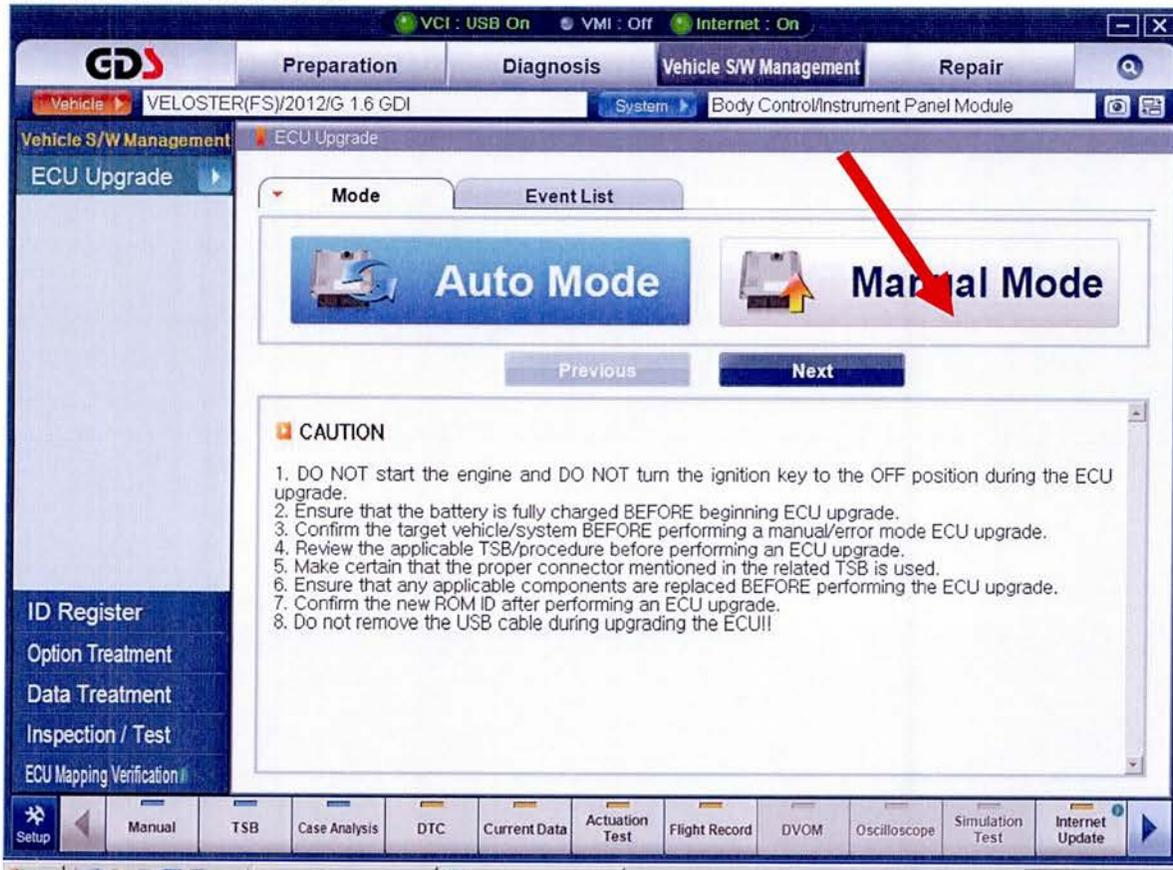 VCI : USB On VMI : Off Internet : On
GDS Preparation Diagnosis Vehicle S/W Management Repair
Vehicle VELOSTER(FS)/2012/G 1.6 GDI System Body Control/Instrument Panel Module
Vehicle S/W Management ECU Upgrade
ECU Upgrade
Mode Event List
Auto Mode Manual Mode
Previous Next
CAUTION
1. DO NOT start the engine and DO NOT turn the ignition key to the OFF position during the ECU
upgrade.
2. Ensure that the battery is fully charged BEFORE beginning ECU upgrade.
3. Confirm the target vehicle/system BEFORE performing a manual/error mode ECU upgrade.
4. Review the applicable TSB/procedure before performing an ECU upgrade.
5. Make certain that the proper connector mentioned in the related TSB is used.
6. Ensure that any applicable components are replaced BEFORE performing the ECU upgrade.
7. Confirm the new ROM ID after performing an ECU upgrade.
8. Do not remove the USB cable during upgrading the ECU!!
ID Register
Option Treatment
Data Treatment
Inspection / Test
ECU Mapping Verification
Setup Manual TSB Case Analysis DTC Current Data Actuation Test Flight Record DVOM Oscilloscope Simulation Test Internet Update